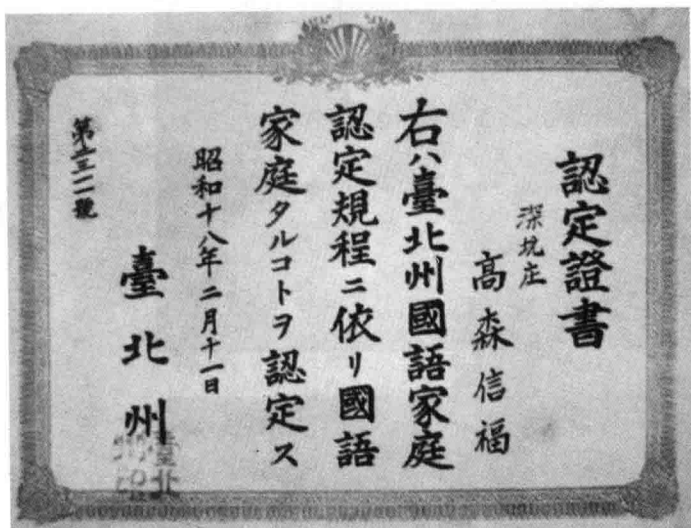 認定證書
深坑庄
高森信福
右ハ臺北州國語家庭
認定規程ニ依リ國語
家庭タルコトヲ認定ス
昭和十八年二月十一日
臺北州